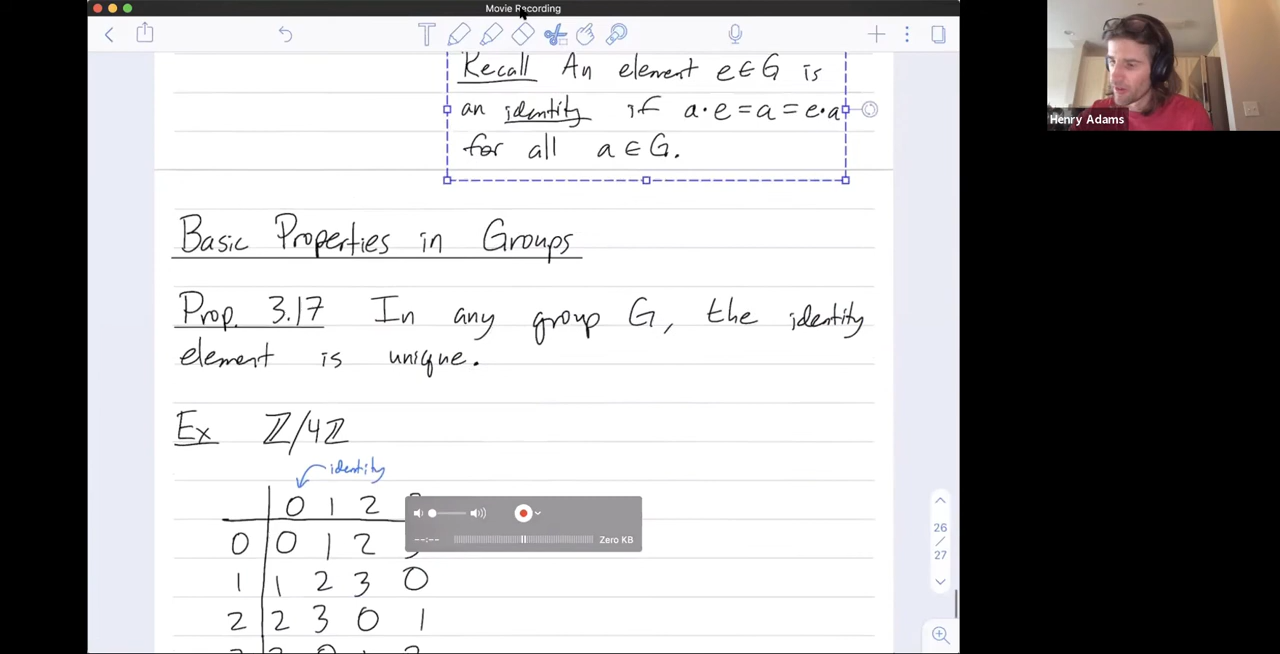 Movie Recording
Recall An element e ∈ G is
an identity if a·e = a = e·a
for all a ∈ G.
Henry Adams
Basic Properties in Groups
Prop. 3.17 In any group G, the identity
element is unique.
Ex ℤ/4ℤ
identity
0 1 2
0 0 1 2
1 1 2 3 0
2 2 3 0 1
--:-- Zero KB
26
/
27